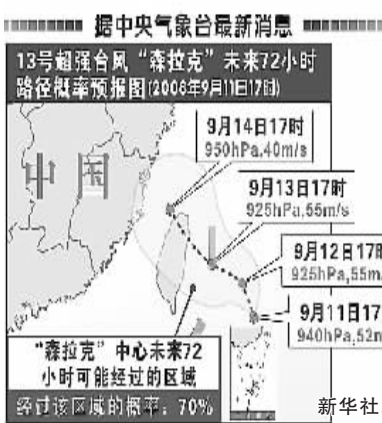 据中央气象台最新消息
13号超强台风“森拉克”未来72小时
路径概率预报图(2008年9月11日17时)
中国
9月14日17时
950hPa,40m/s
9月13日17时
925hPa,55m/s
9月12日17时
925hPa,55m/
9月11日17
940hPa,52m
“森拉克”中心未来72
小时可能经过的区域
经过该区域的概率：70%
新华社